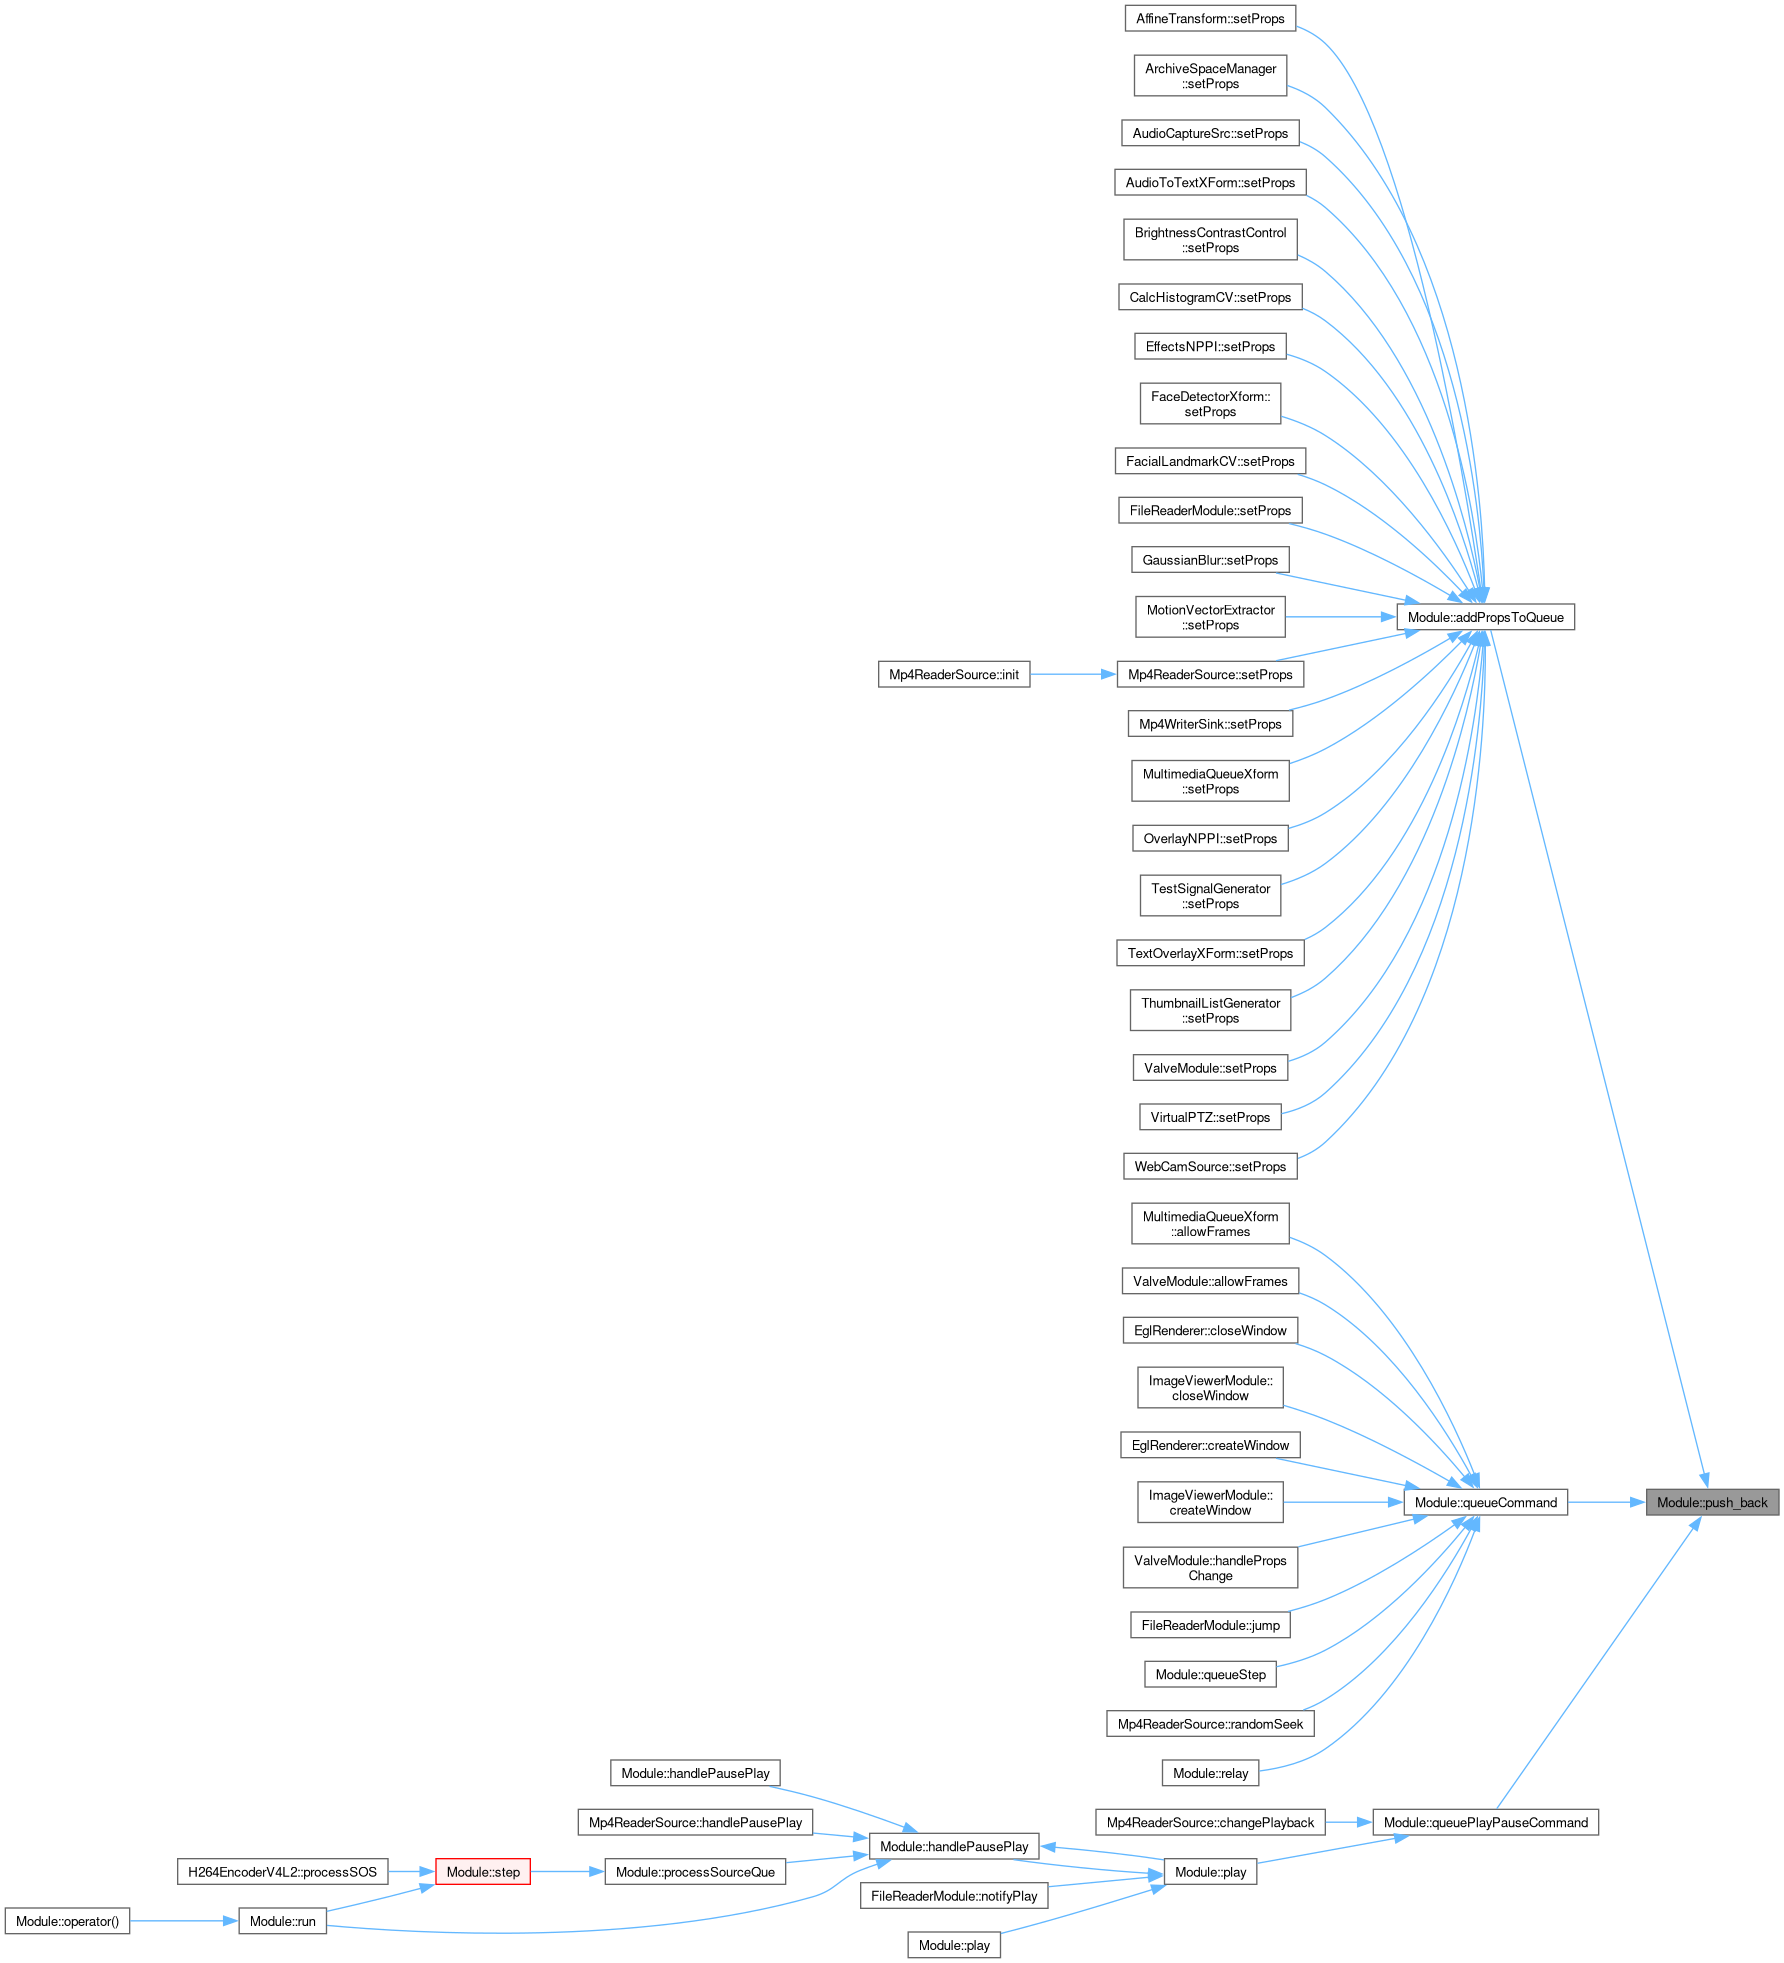 AffineTransform::setProps
ArchiveSpaceManager
::setProps
AudioCaptureSrc::setProps
AudioToTextXForm::setProps
BrightnessContrastControl
::setProps
CalcHistogramCV::setProps
EffectsNPPI::setProps
FaceDetectorXform::
setProps
FacialLandmarkCV::setProps
FileReaderModule::setProps
GaussianBlur::setProps
MotionVectorExtractor
::setProps
Module::addPropsToQueue
Mp4ReaderSource::init
Mp4ReaderSource::setProps
Mp4WriterSink::setProps
MultimediaQueueXform
::setProps
OverlayNPPI::setProps
TestSignalGenerator
::setProps
TextOverlayXForm::setProps
ThumbnailListGenerator
::setProps
ValveModule::setProps
VirtualPTZ::setProps
WebCamSource::setProps
MultimediaQueueXform
::allowFrames
ValveModule::allowFrames
EglRenderer::closeWindow
ImageViewerModule::
closeWindow
EglRenderer::createWindow
ImageViewerModule::
createWindow
Module::queueCommand
Module::push_back
ValveModule::handleProps
Change
FileReaderModule::jump
Module::queueStep
Mp4ReaderSource::randomSeek
Module::relay
Module::handlePausePlay
Mp4ReaderSource::handlePausePlay
Mp4ReaderSource::changePlayback
Module::queuePlayPauseCommand
Module::handlePausePlay
H264EncoderV4L2::processSOS
Module::step
Module::processSourceQue
Module::play
FileReaderModule::notifyPlay
Module::operator()
Module::run
Module::play